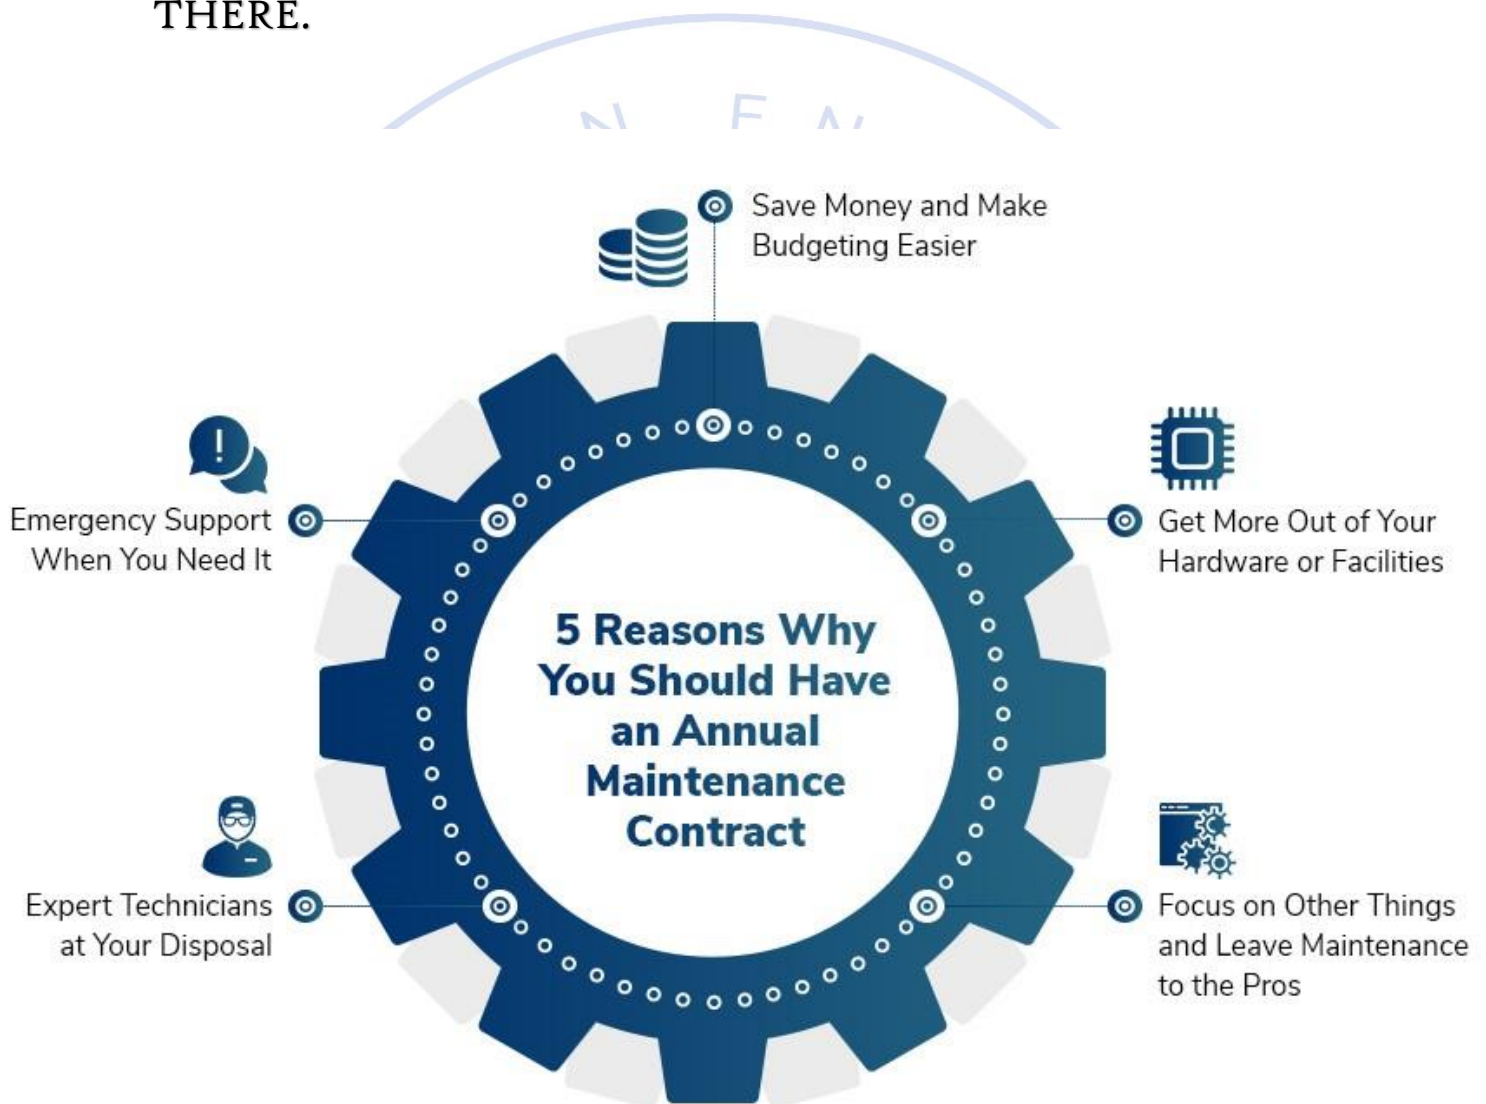 THERE.
Save Money and Make
Budgeting Easier
Emergency Support
When You Need It
Get More Out of Your
Hardware or Facilities
5 Reasons Why
You Should Have
an Annual
Maintenance
Contract
Expert Technicians
at Your Disposal
Focus on Other Things
and Leave Maintenance
to the Pros